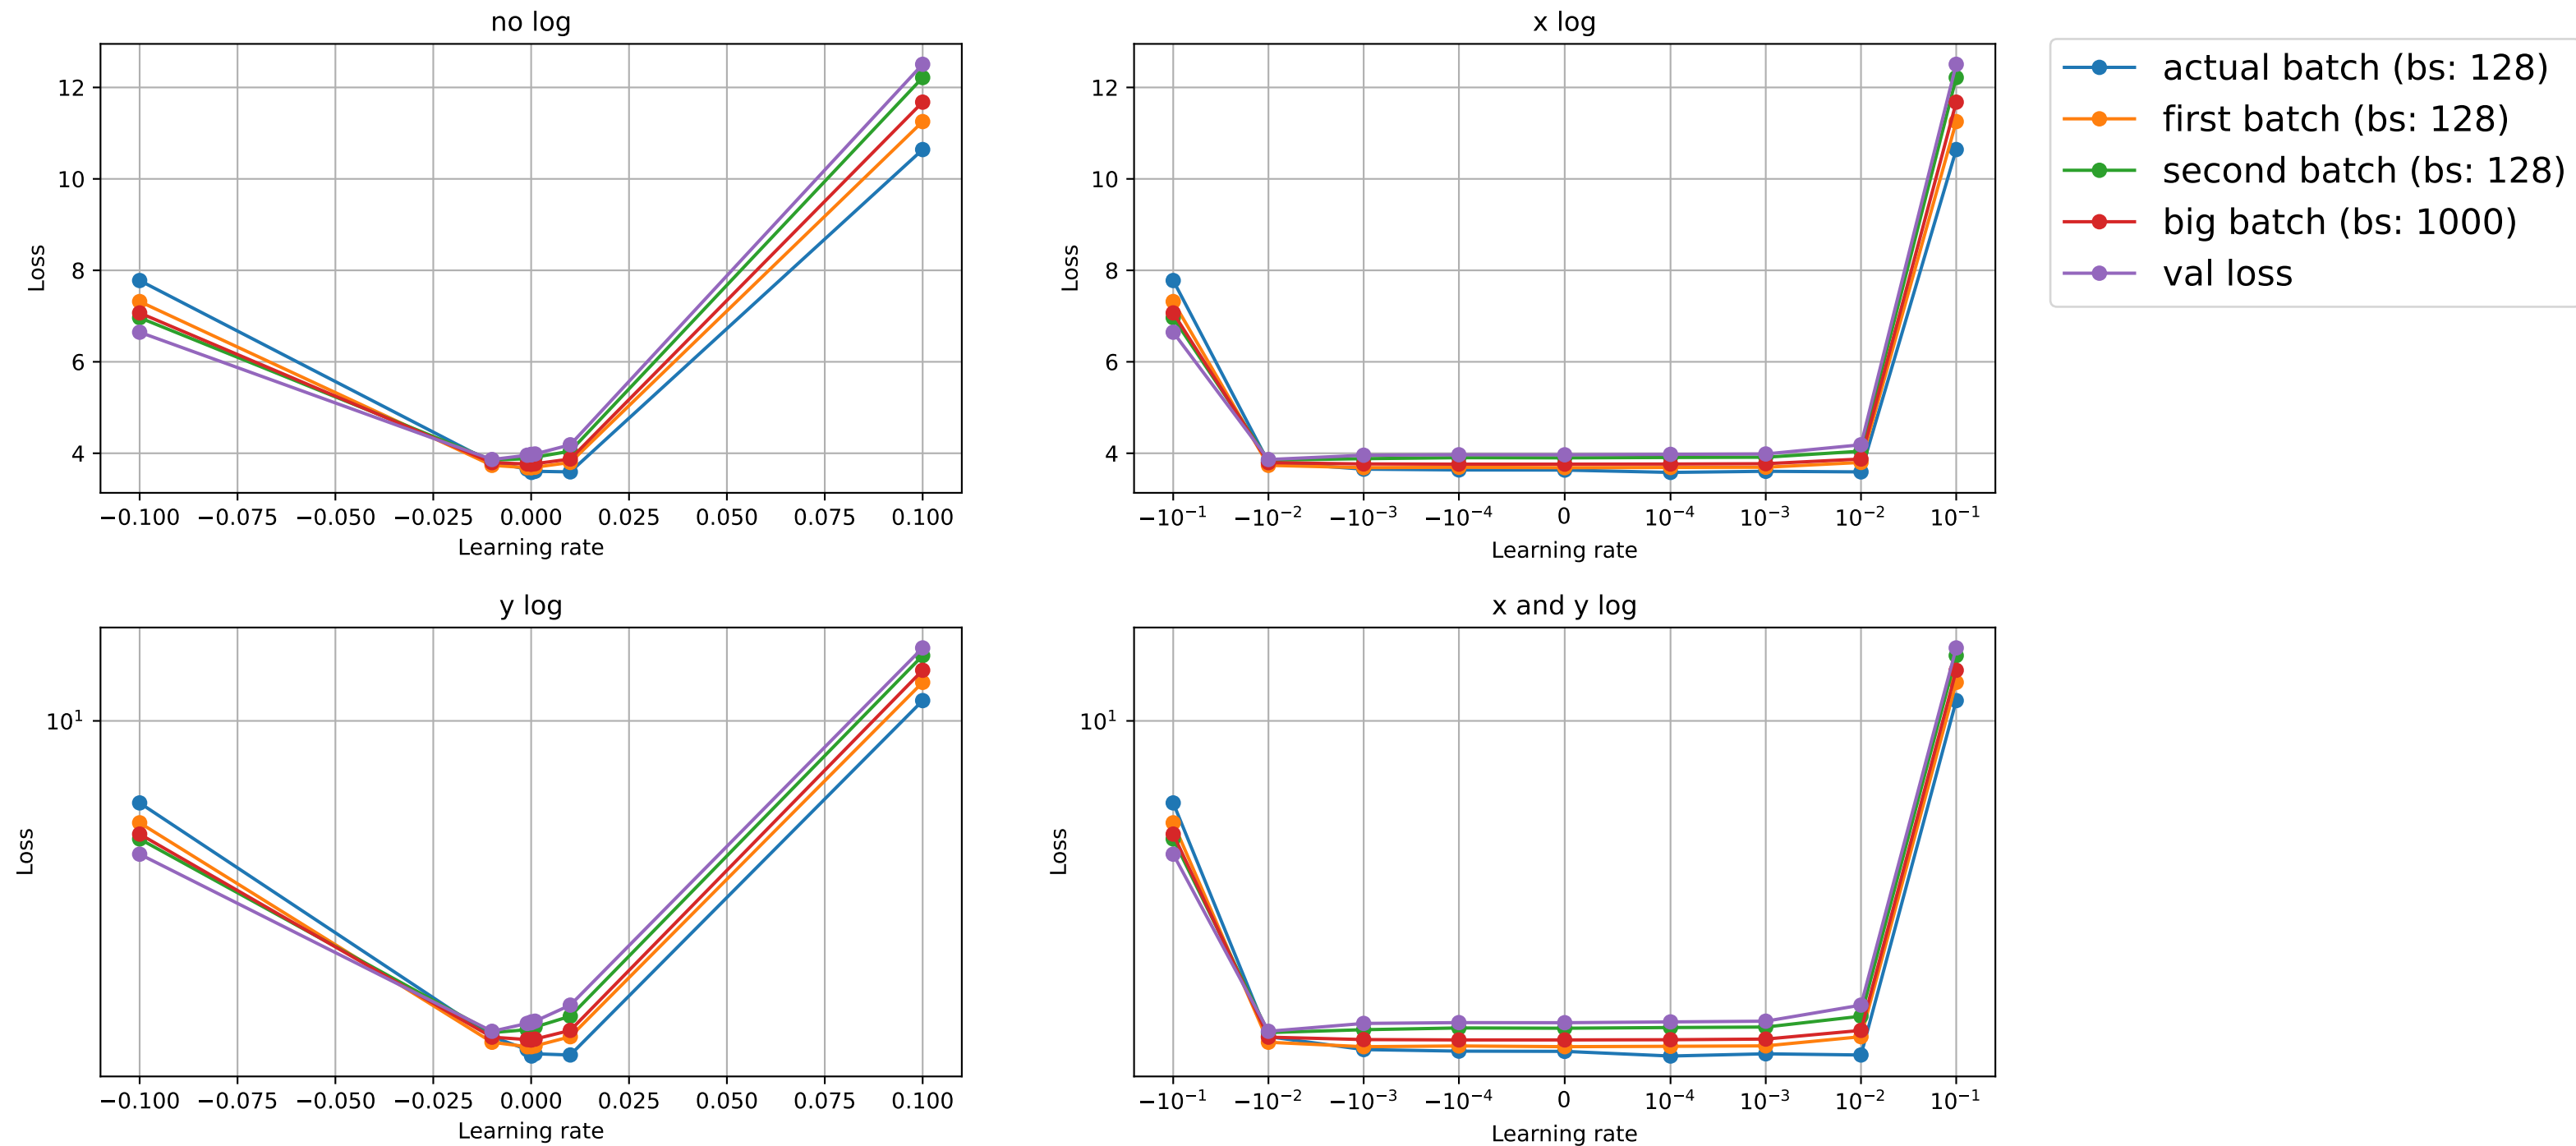 no log
12
10
8
6
4
Loss
−0.100 −0.075 −0.050 −0.025 0.000 0.025 0.050 0.075 0.100
Learning rate
x log
12
10
8
6
4
Loss
−10⁻¹ −10⁻² −10⁻³ −10⁻⁴ 0 10⁻⁴ 10⁻³ 10⁻² 10⁻¹
Learning rate
actual batch (bs: 128)
first batch (bs: 128)
second batch (bs: 128)
big batch (bs: 1000)
val loss
y log
10¹
Loss
−0.100 −0.075 −0.050 −0.025 0.000 0.025 0.050 0.075 0.100
Learning rate
x and y log
10¹
Loss
−10⁻¹ −10⁻² −10⁻³ −10⁻⁴ 0 10⁻⁴ 10⁻³ 10⁻² 10⁻¹
Learning rate